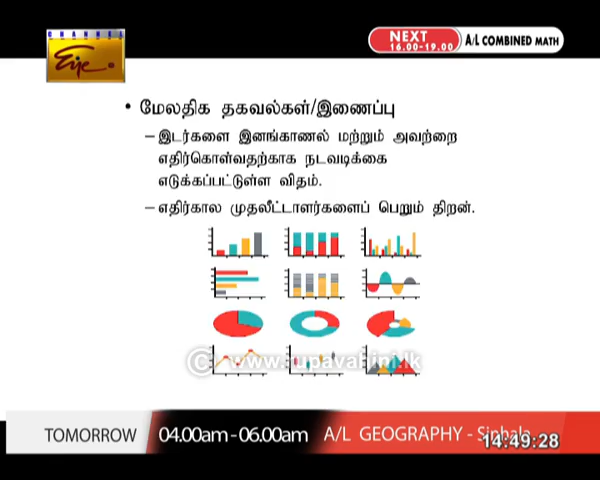 CHANNEL
Eye
NEXT
16.00-19.00
A/L COMBINED MATH
• மேலதிக தகவல்கள்/இணைப்பு
– இடர்களை இனங்காணல் மற்றும் அவற்றை
எதிர்கொள்வதற்காக நடவடிக்கை
எடுக்கப்பட்டுள்ள விதம்.
– எதிர்கால முதலீட்டாளர்களைப் பெறும் திறன்.
© www.rupavahini.lk
TOMORROW 04.00am - 06.00am A/L GEOGRAPHY - Sinhala
14:49:28